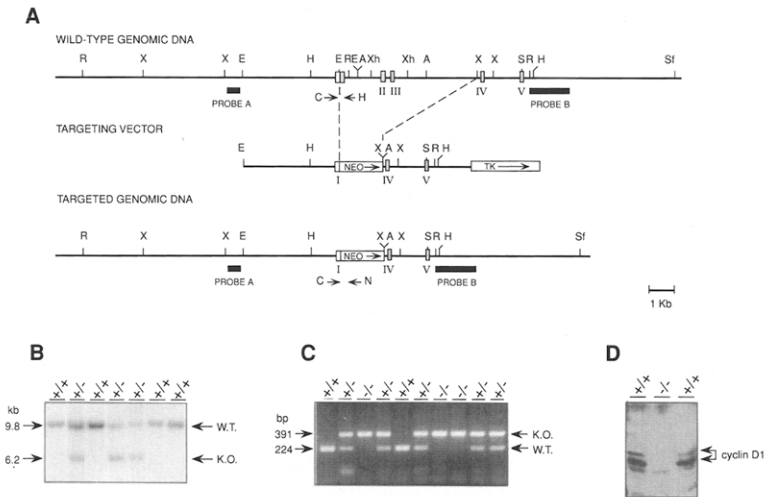 A
WILD-TYPE GENOMIC DNA
R X X E H E R E A Xh Xh A X X S R H Sf
I II III IV V
PROBE A C H PROBE B
TARGETING VECTOR
E H X A X S R H
NEO TK
I IV V
TARGETED GENOMIC DNA
R X X E H X A X S R H Sf
NEO
I IV V
PROBE A C N PROBE B
1 Kb
B
+/+ +/- +/+ +/- +/- +/+ +/+
kb
9.8 W.T.
6.2 K.O.
C
+/+ +/- -/- +/- +/+ +/- -/- -/- +/- +/-
bp
391 K.O.
224 W.T.
D
+/+ -/- +/+
cyclin D1